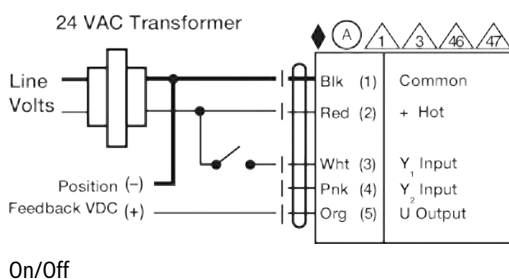 24 VAC Transformer
A 1 3 46 47
Line Volts
Blk (1) Common
Red (2) + Hot
Wht (3) Y1 Input
Pnk (4) Y2 Input
Org (5) U Output
Position (-)
Feedback VDC (+)
On/Off